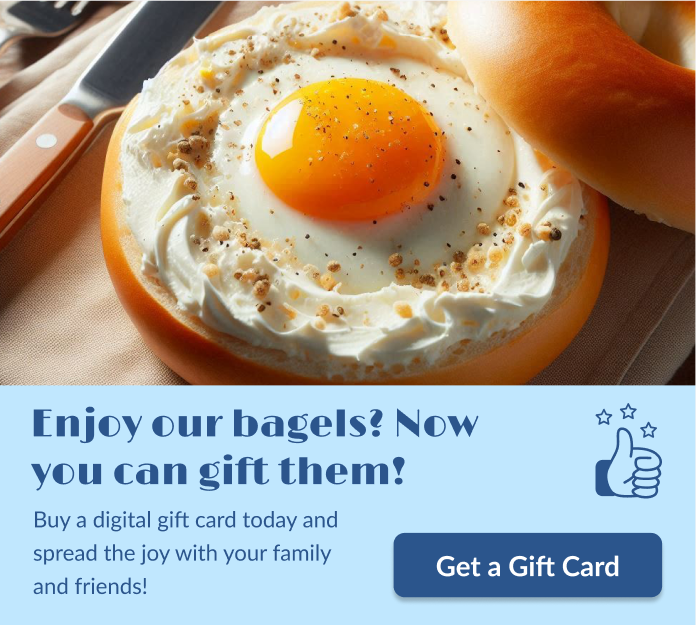 Enjoy our bagels? Now
you can gift them!
Buy a digital gift card today and
spread the joy with your family
and friends!
Get a Gift Card